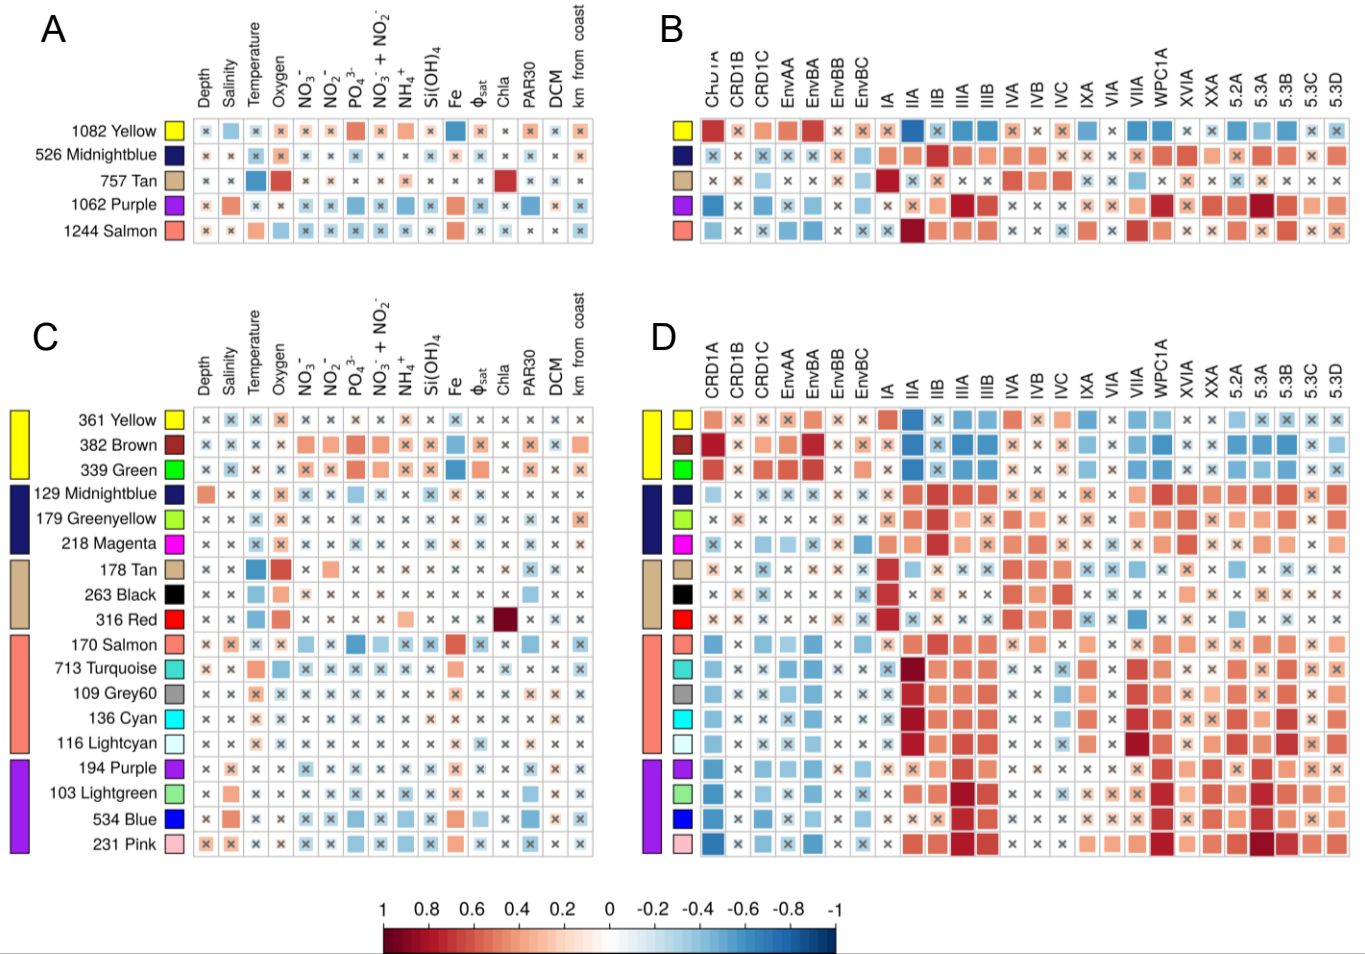 A
Depth
Salinity
Temperature
Oxygen
NO3-
NO2-
PO43-
NO3- + NO2-
NH4+
Si(OH)4
Fe
ϕsat
Chla
PAR30
DCM
km from coast
1082 Yellow
526 Midnightblue
757 Tan
1062 Purple
1244 Salmon
B
CRD1A
CRD1B
CRD1C
EnvAA
EnvBA
EnvBB
EnvBC
IA
IIA
IIB
IIIA
IIIB
IVA
IVB
IVC
IXA
VIA
VIIA
WPC1A
XVIA
XXA
5.2A
5.3A
5.3B
5.3C
5.3D
C
Depth
Salinity
Temperature
Oxygen
NO3-
NO2-
PO43-
NO3- + NO2-
NH4+
Si(OH)4
Fe
ϕsat
Chla
PAR30
DCM
km from coast
361 Yellow
382 Brown
339 Green
129 Midnightblue
179 Greenyellow
218 Magenta
178 Tan
263 Black
316 Red
170 Salmon
713 Turquoise
109 Grey60
136 Cyan
116 Lightcyan
194 Purple
103 Lightgreen
534 Blue
231 Pink
D
CRD1A
CRD1B
CRD1C
EnvAA
EnvBA
EnvBB
EnvBC
IA
IIA
IIB
IIIA
IIIB
IVA
IVB
IVC
IXA
VIA
VIIA
WPC1A
XVIA
XXA
5.2A
5.3A
5.3B
5.3C
5.3D
1 0.8 0.6 0.4 0.2 0 -0.2 -0.4 -0.6 -0.8 -1